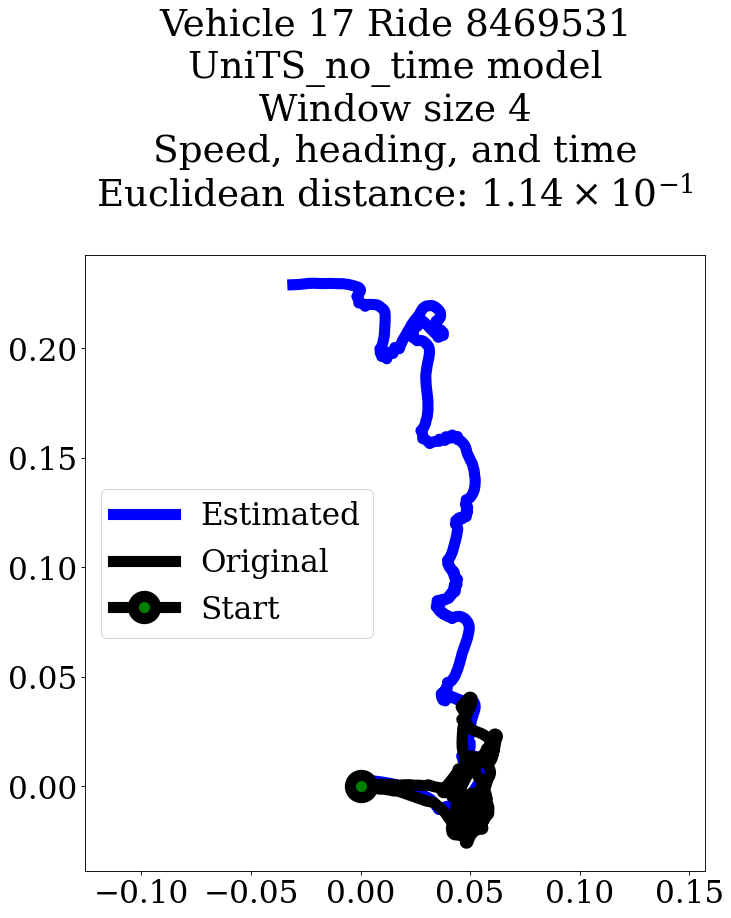 Vehicle 17 Ride 8469531
UniTS_no_time model
Window size 4
Speed, heading, and time
Euclidean distance: 1.14 × 10⁻¹
0.20
0.15
Estimated
Original
Start
0.10
0.05
0.00
−0.10 −0.05 0.00 0.05 0.10 0.15